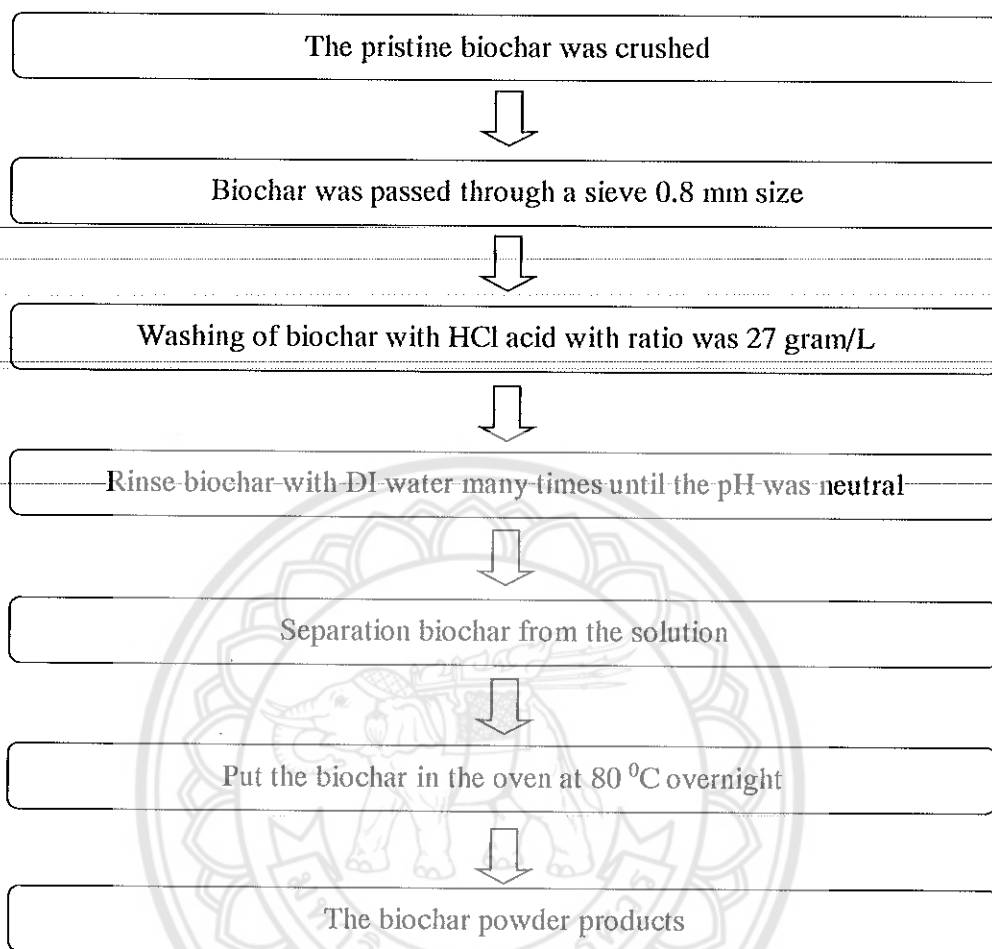 The pristine biochar was crushed
Biochar was passed through a sieve 0.8 mm size
Washing of biochar with HCl acid with ratio was 27 gram/L
Rinse biochar with DI water many times until the pH was neutral
Separation biochar from the solution
Put the biochar in the oven at 80 ⁰C overnight
The biochar powder products